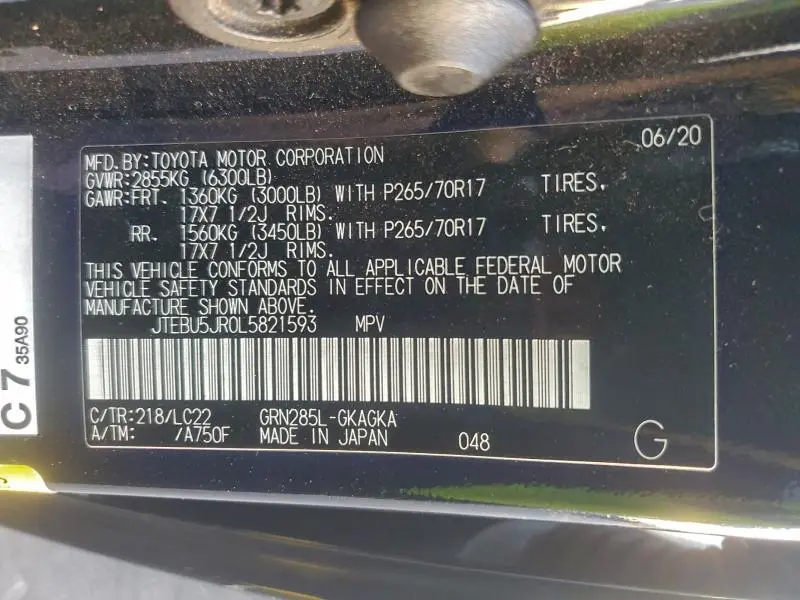 06/20
MFD.BY:TOYOTA MOTOR CORPORATION
GVWR:2855KG (6300LB)
GAWR:FRT. 1360KG (3000LB) WITH P265/70R17 TIRES,
17X7 1/2J RIMS.
RR. 1560KG (3450LB) WITH P265/70R17 TIRES,
17X7 1/2J RIMS.
THIS VEHICLE CONFORMS TO ALL APPLICABLE FEDERAL MOTOR
VEHICLE SAFETY STANDARDS IN EFFECT ON THE DATE OF
MANUFACTURE SHOWN ABOVE.
JTEBU5JR0L5821593 MPV
C/TR:218/LC22 GRN285L-GKAGKA
A/TM: /A750F MADE IN JAPAN 048 G
C7 35A90